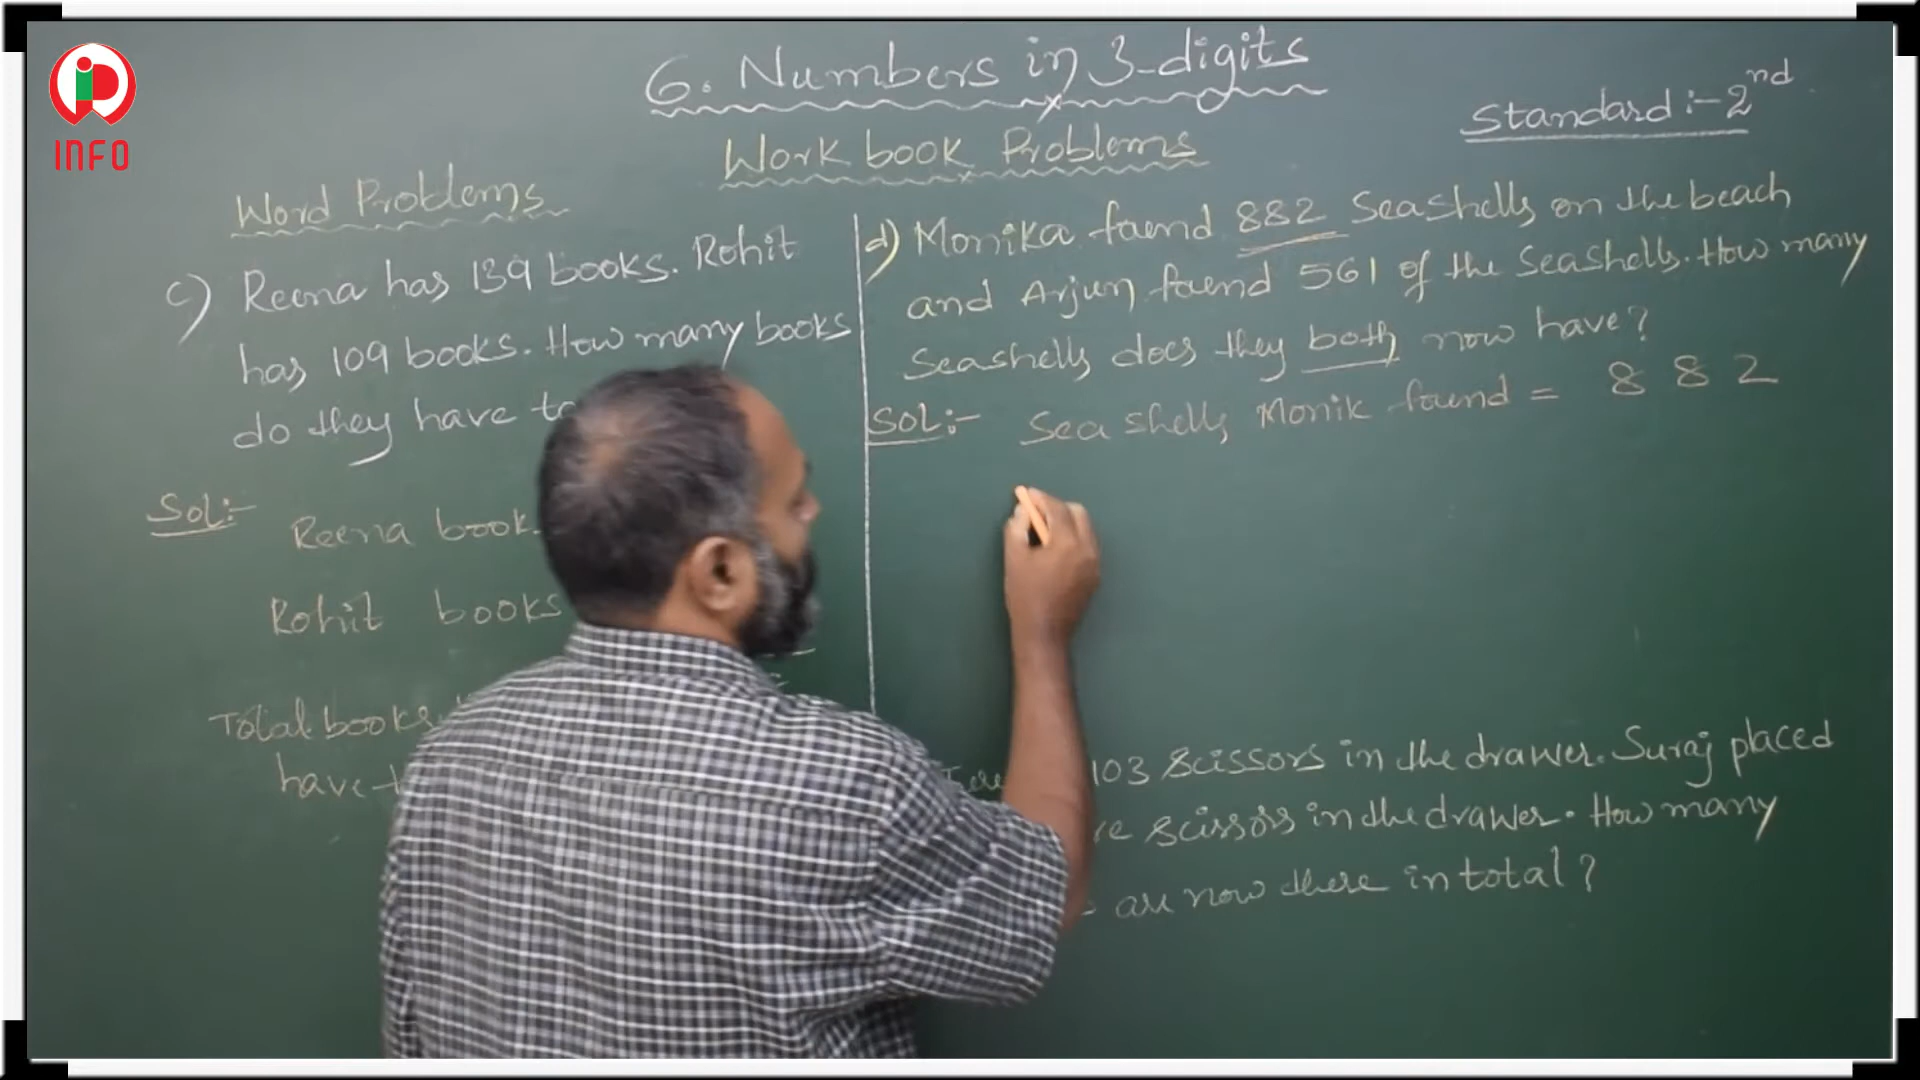 INFO
6. Numbers in 3-digits
Standard :- 2nd
Work book Problems
Word Problems
c) Reena has 139 books. Rohit
has 109 books. How many books
do they have to
Sol:-
Reena book
Rohit books
Total books
have t
d) Monika found 882 Seashells on the beach
and Arjun found 561 of the Seashells. How many
Seashells does they both now have?
Sol:- Sea shells Monik found = 882
103 Scissors in the drawer. Suraj placed
re scissors in the drawer. How many
are now there in total?